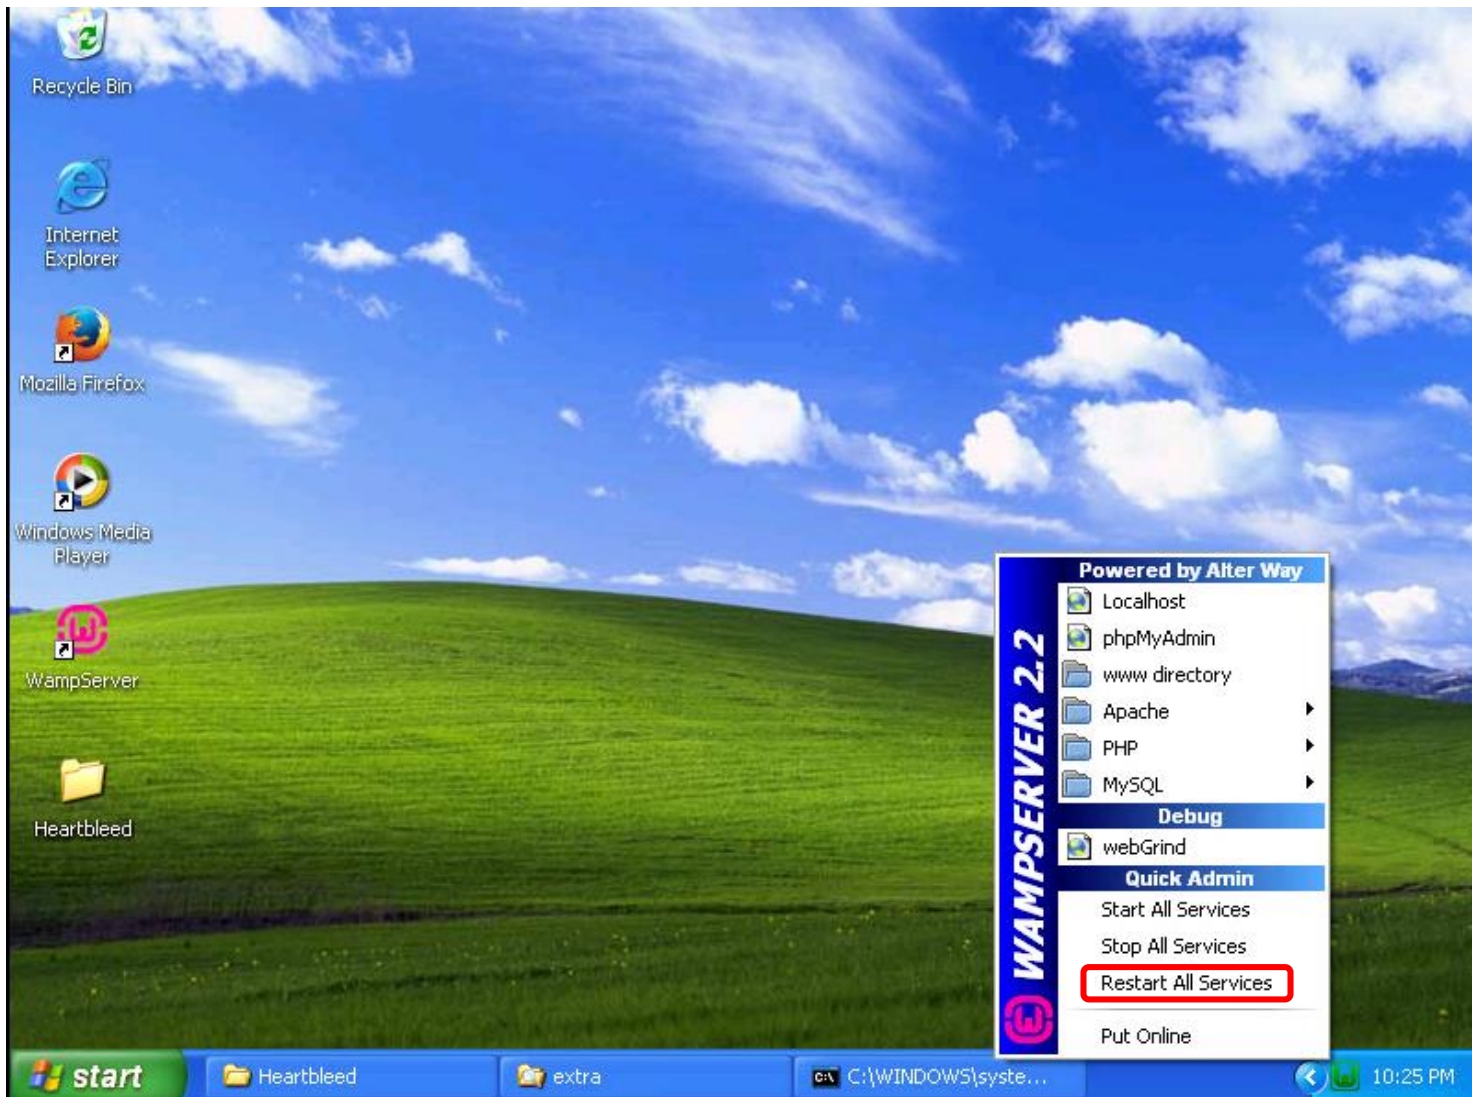 Recycle Bin
Internet
Explorer
Mozilla Firefox
Windows Media
Player
WampServer
Heartbleed
WAMPSERVER 2.2
Powered by Alter Way
Localhost
phpMyAdmin
www directory
Apache
PHP
MySQL
Debug
webGrind
Quick Admin
Start All Services
Stop All Services
Restart All Services
Put Online
start
Heartbleed
extra
C:\WINDOWS\syste...
10:25 PM